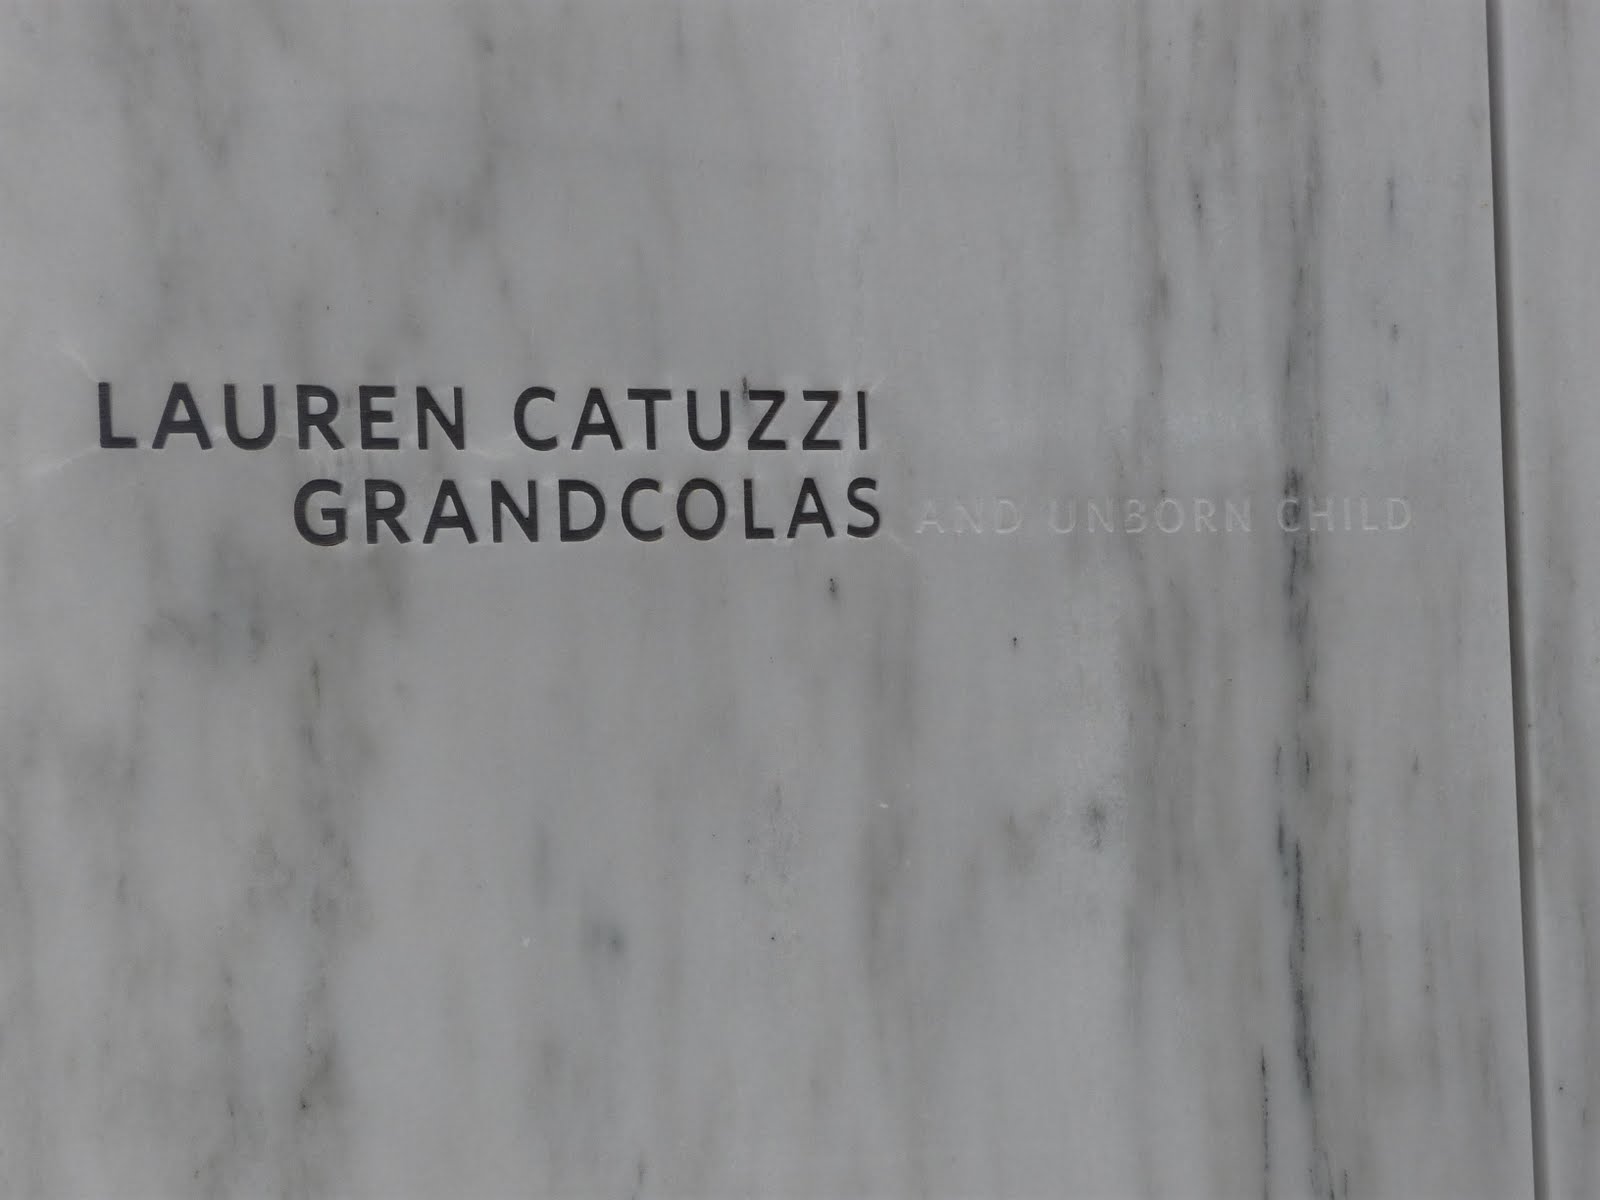 LAUREN CATUZZI
GRANDCOLAS AND UNBORN CHILD